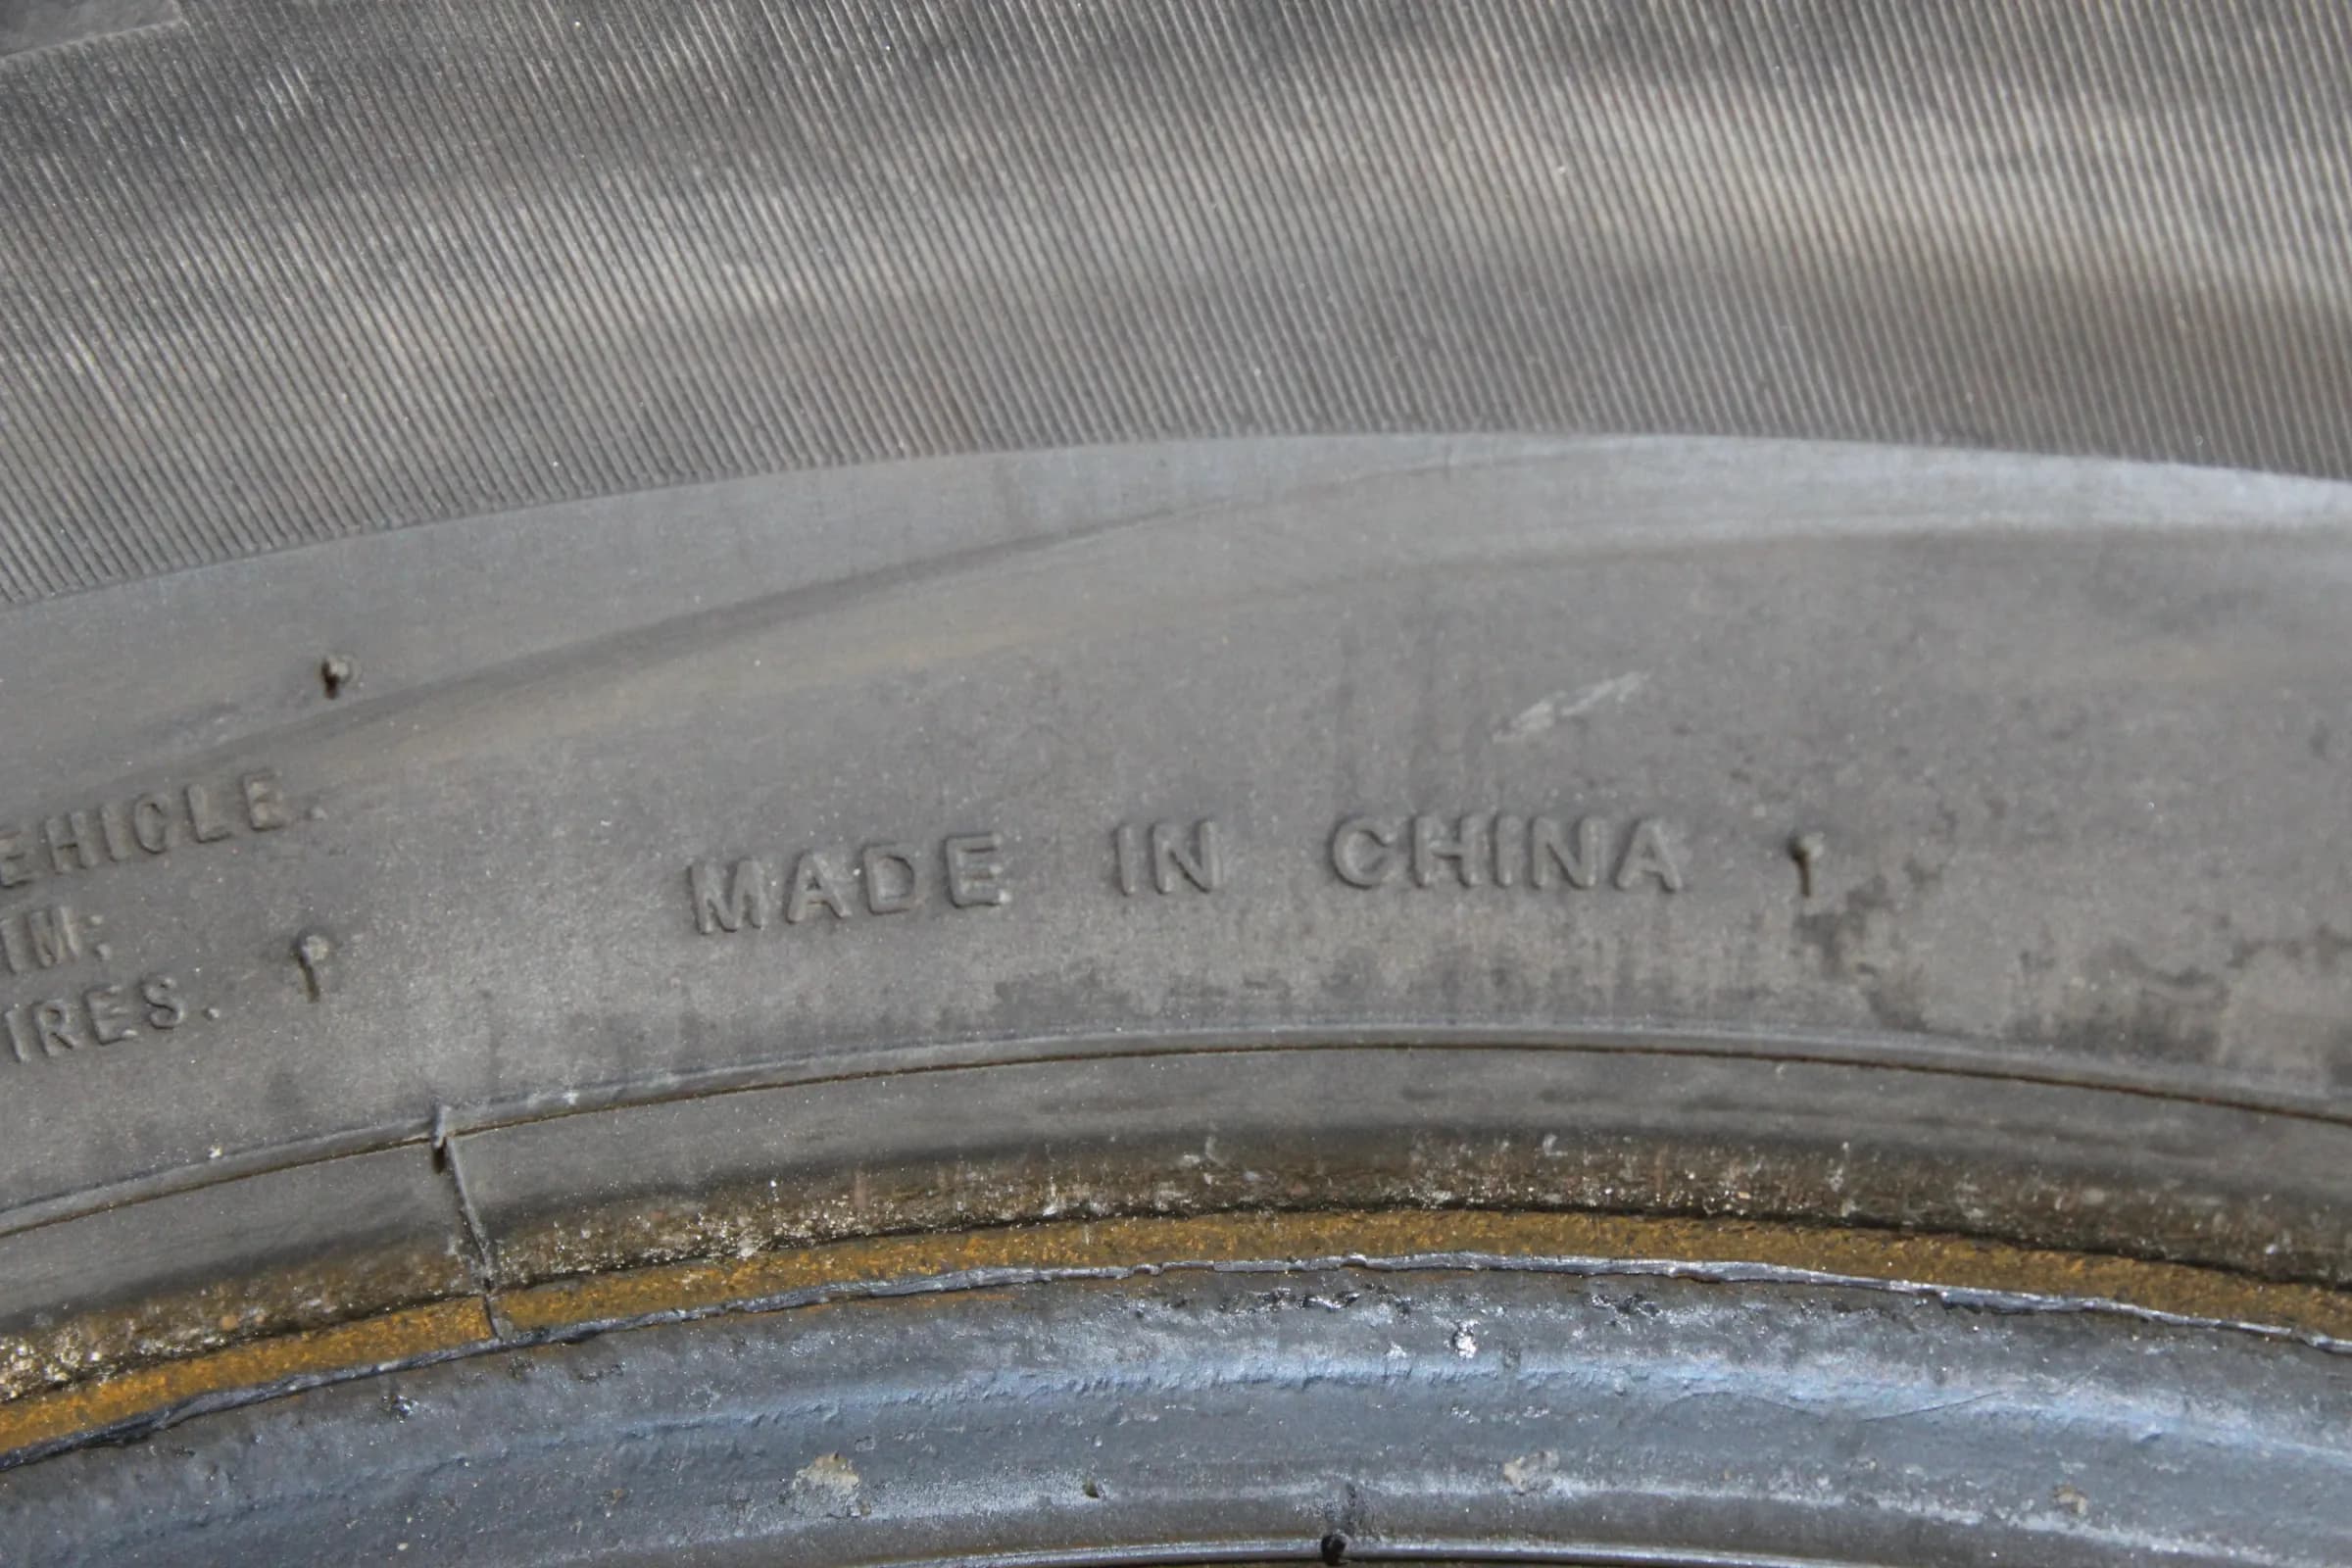 EHICLE.
IM;
IRES.
MADE IN CHINA